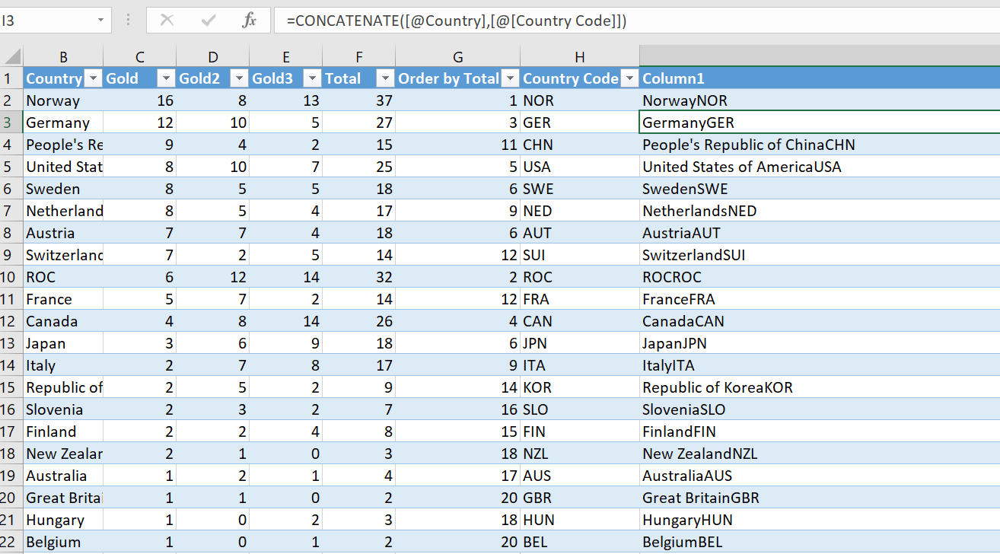 I3 fx =CONCATENATE([@Country],[@[Country Code]])
B C D E F G H
1 Country Gold Gold2 Gold3 Total Order by Total Country Code Column1
2 Norway 16 8 13 37 1 NOR NorwayNOR
3 Germany 12 10 5 27 3 GER GermanyGER
4 People's Re 9 4 2 15 11 CHN People's Republic of ChinaCHN
5 United Stat 8 10 7 25 5 USA United States of AmericaUSA
6 Sweden 8 5 5 18 6 SWE SwedenSWE
7 Netherland 8 5 4 17 9 NED NetherlandsNED
8 Austria 7 7 4 18 6 AUT AustriaAUT
9 Switzerland 7 2 5 14 12 SUI SwitzerlandSUI
10 ROC 6 12 14 32 2 ROC ROCROC
11 France 5 7 2 14 12 FRA FranceFRA
12 Canada 4 8 14 26 4 CAN CanadaCAN
13 Japan 3 6 9 18 6 JPN JapanJPN
14 Italy 2 7 8 17 9 ITA ItalyITA
15 Republic of 2 5 2 9 14 KOR Republic of KoreaKOR
16 Slovenia 2 3 2 7 16 SLO SloveniaSLO
17 Finland 2 2 4 8 15 FIN FinlandFIN
18 New Zealar 2 1 0 3 18 NZL New ZealandNZL
19 Australia 1 2 1 4 17 AUS AustraliaAUS
20 Great Britai 1 1 0 2 20 GBR Great BritainGBR
21 Hungary 1 0 2 3 18 HUN HungaryHUN
22 Belgium 1 0 1 2 20 BEL BelgiumBEL